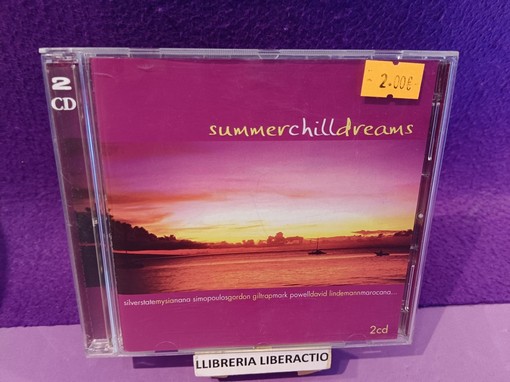 2
CD
2.00€
summerchilldreams
silverstatemysianana simopoulosgordon giltrapmark powelldavid lindemannmarocana...
2cd
LLIBRERIA LIBERACTIO